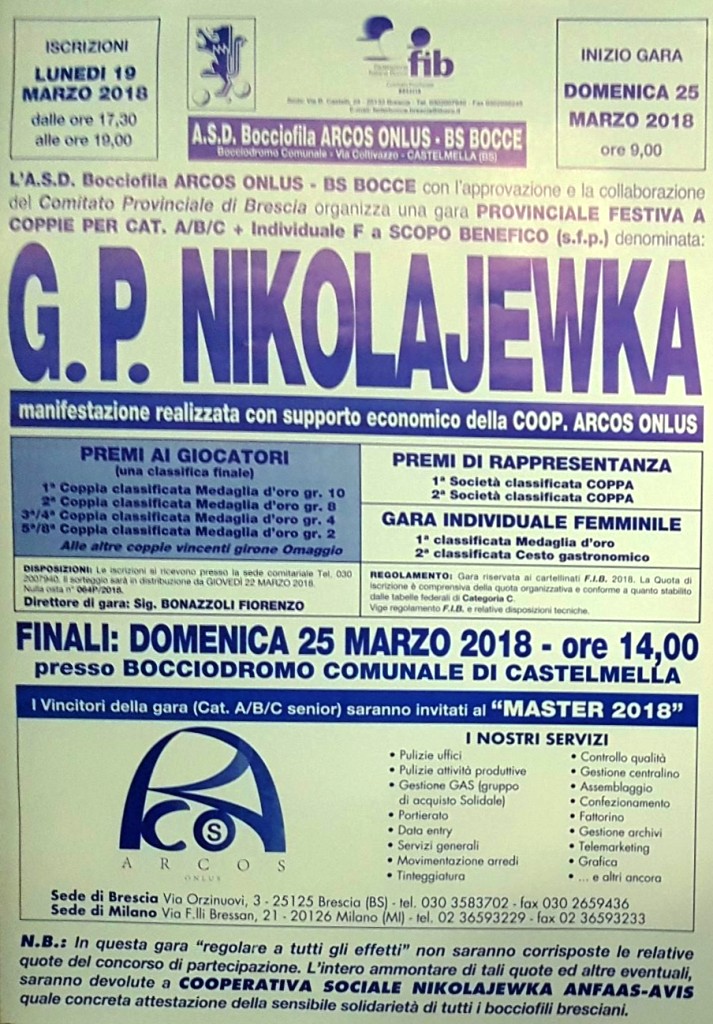 ISCRIZIONI
LUNEDI 19
MARZO 2018
dalle ore 17,30
alle ore 19,00
fib
INIZIO GARA
DOMENICA 25
MARZO 2018
ore 9,00
A.S.D. Bocciofila ARCOS ONLUS - BS BOCCE
Bocciodromo Comunale - Via Collivazzo - CASTELMELLA (BS)
L'A.S.D. Bocciofila ARCOS ONLUS - BS BOCCE con l'approvazione e la collaborazione
del Comitato Provinciale di Brescia organizza una gara PROVINCIALE FESTIVA A
COPPIE PER CAT. A/B/C + Individuale F a SCOPO BENEFICO (s.f.p.) denominata:
G.P. NIKOLAJEWKA
manifestazione realizzata con supporto economico della COOP. ARCOS ONLUS
PREMI AI GIOCATORI
(una classifica finale)
1ª Coppia classificata Medaglia d'oro gr. 10
2ª Coppia classificata Medaglia d'oro gr. 8
3ª/4ª Coppia classificata Medaglia d'oro gr. 4
5ª/8ª Coppia classificata Medaglia d'oro gr. 2
Alle altre coppie vincenti girone Omaggio
PREMI DI RAPPRESENTANZA
1ª Società classificata COPPA
2ª Società classificata COPPA
GARA INDIVIDUALE FEMMINILE
1ª classificata Medaglia d'oro
2ª classificata Cesto gastronomico
DISPOSIZIONI: Le iscrizioni si ricevono presso la sede comitariale Tel. 030
2007940. Il sorteggio sarà in distribuzione da GIOVEDÌ 22 MARZO 2018.
Nulla osta n° 064P/2018.
Direttore di gara: Sig. BONAZZOLI FIORENZO
REGOLAMENTO: Gara riservata ai cartellinati F.I.B. 2018. La Quota di
iscrizione è comprensiva della quota organizzativa e conforme a quanto stabilito
dalle tabelle federali di Categoria C.
Vige regolamento F.I.B. e relative disposizioni tecniche.
FINALI: DOMENICA 25 MARZO 2018 - ore 14,00
presso BOCCIODROMO COMUNALE DI CASTELMELLA
I Vincitori della gara (Cat. A/B/C senior) saranno invitati al "MASTER 2018"
ARCOS
ARCOS
ONLUS
I NOSTRI SERVIZI
• Pulizie uffici
• Pulizie attività produttive
• Gestione GAS (gruppo
di acquisto Solidale)
• Portierato
• Data entry
• Servizi generali
• Movimentazione arredi
• Tinteggiatura
• Controllo qualità
• Gestione centralino
• Assemblaggio
• Confezionamento
• Fattorino
• Gestione archivi
• Telemarketing
• Grafica
• ... e altri ancora
Sede di Brescia Via Orzinuovi, 3 - 25125 Brescia (BS) - tel. 030 3583702 - fax 030 2659436
Sede di Milano Via F.lli Bressan, 21 - 20126 Milano (MI) - tel. 02 36593229 - fax 02 36593233
N.B.: In questa gara "regolare a tutti gli effetti" non saranno corrisposte le relative
quote del concorso di partecipazione. L'intero ammontare di tali quote ed altre eventuali,
saranno devolute a COOPERATIVA SOCIALE NIKOLAJEWKA ANFAAS-AVIS
quale concreta attestazione della sensibile solidarietà di tutti i bocciofili bresciani.